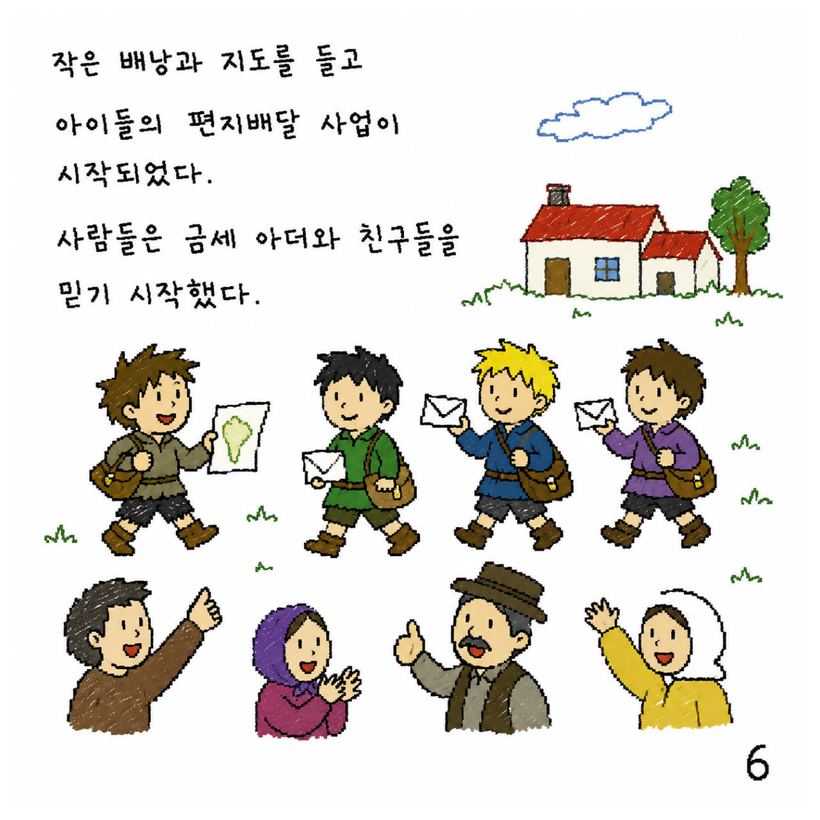 작은 배낭과 지도를 들고
아이들의 편지배달 사업이
시작되었다.
사람들은 금세 아더와 친구들을
믿기 시작했다.
6